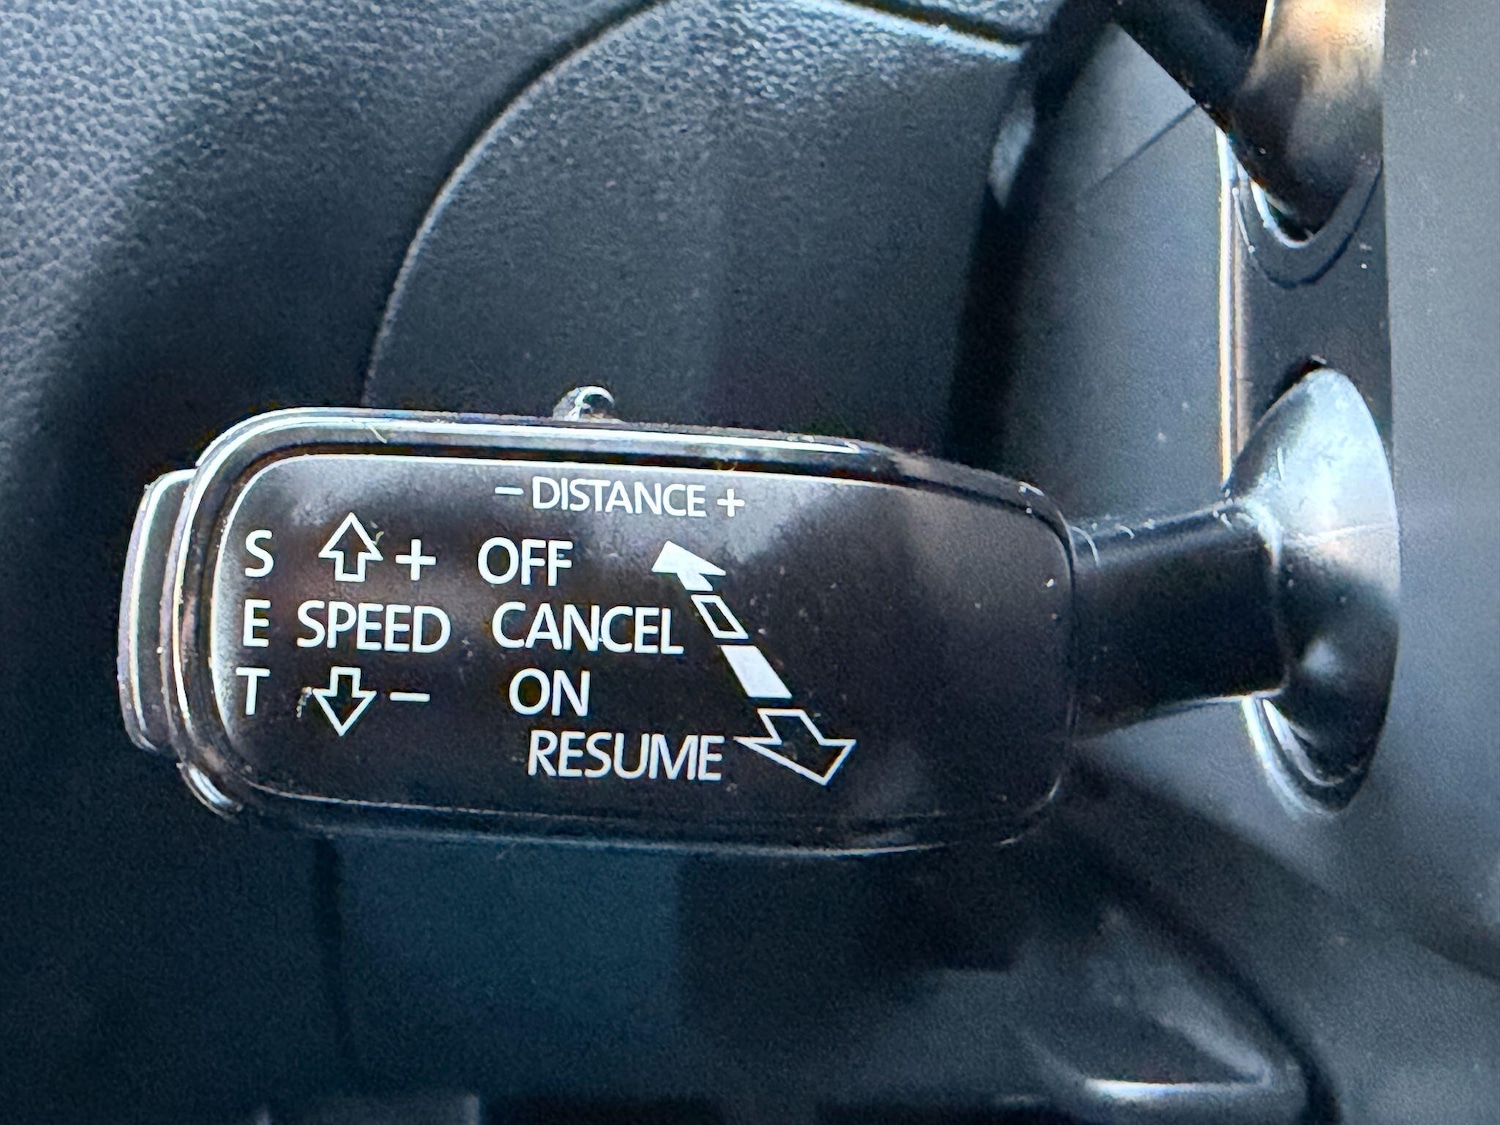 – DISTANCE +
S + OFF
E SPEED CANCEL
T – ON
RESUME